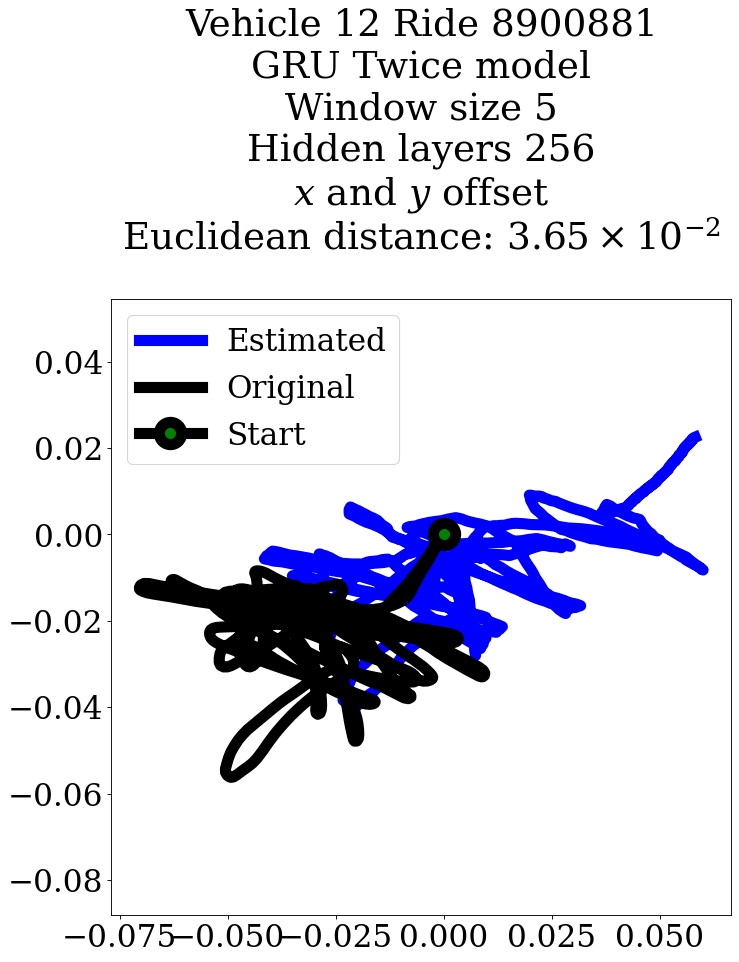 Vehicle 12 Ride 8900881
GRU Twice model
Window size 5
Hidden layers 256
x and y offset
Euclidean distance: 3.65 × 10⁻²
Estimated
Original
Start
0.04
0.02
0.00
−0.02
−0.04
−0.06
−0.08
−0.075 −0.050 −0.025 0.000 0.025 0.050